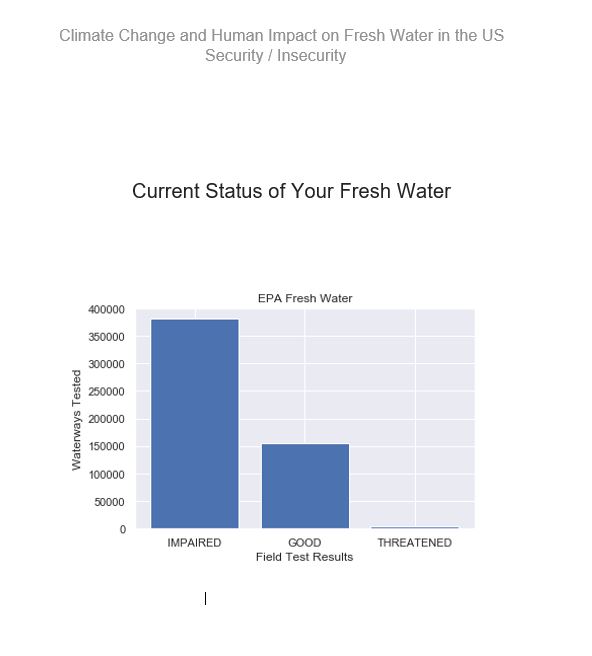 Climate Change and Human Impact on Fresh Water in the US
Security / Insecurity
Current Status of Your Fresh Water
EPA Fresh Water
400000
350000
300000
250000
200000
150000
100000
50000
0
Waterways Tested
IMPAIRED GOOD THREATENED
Field Test Results